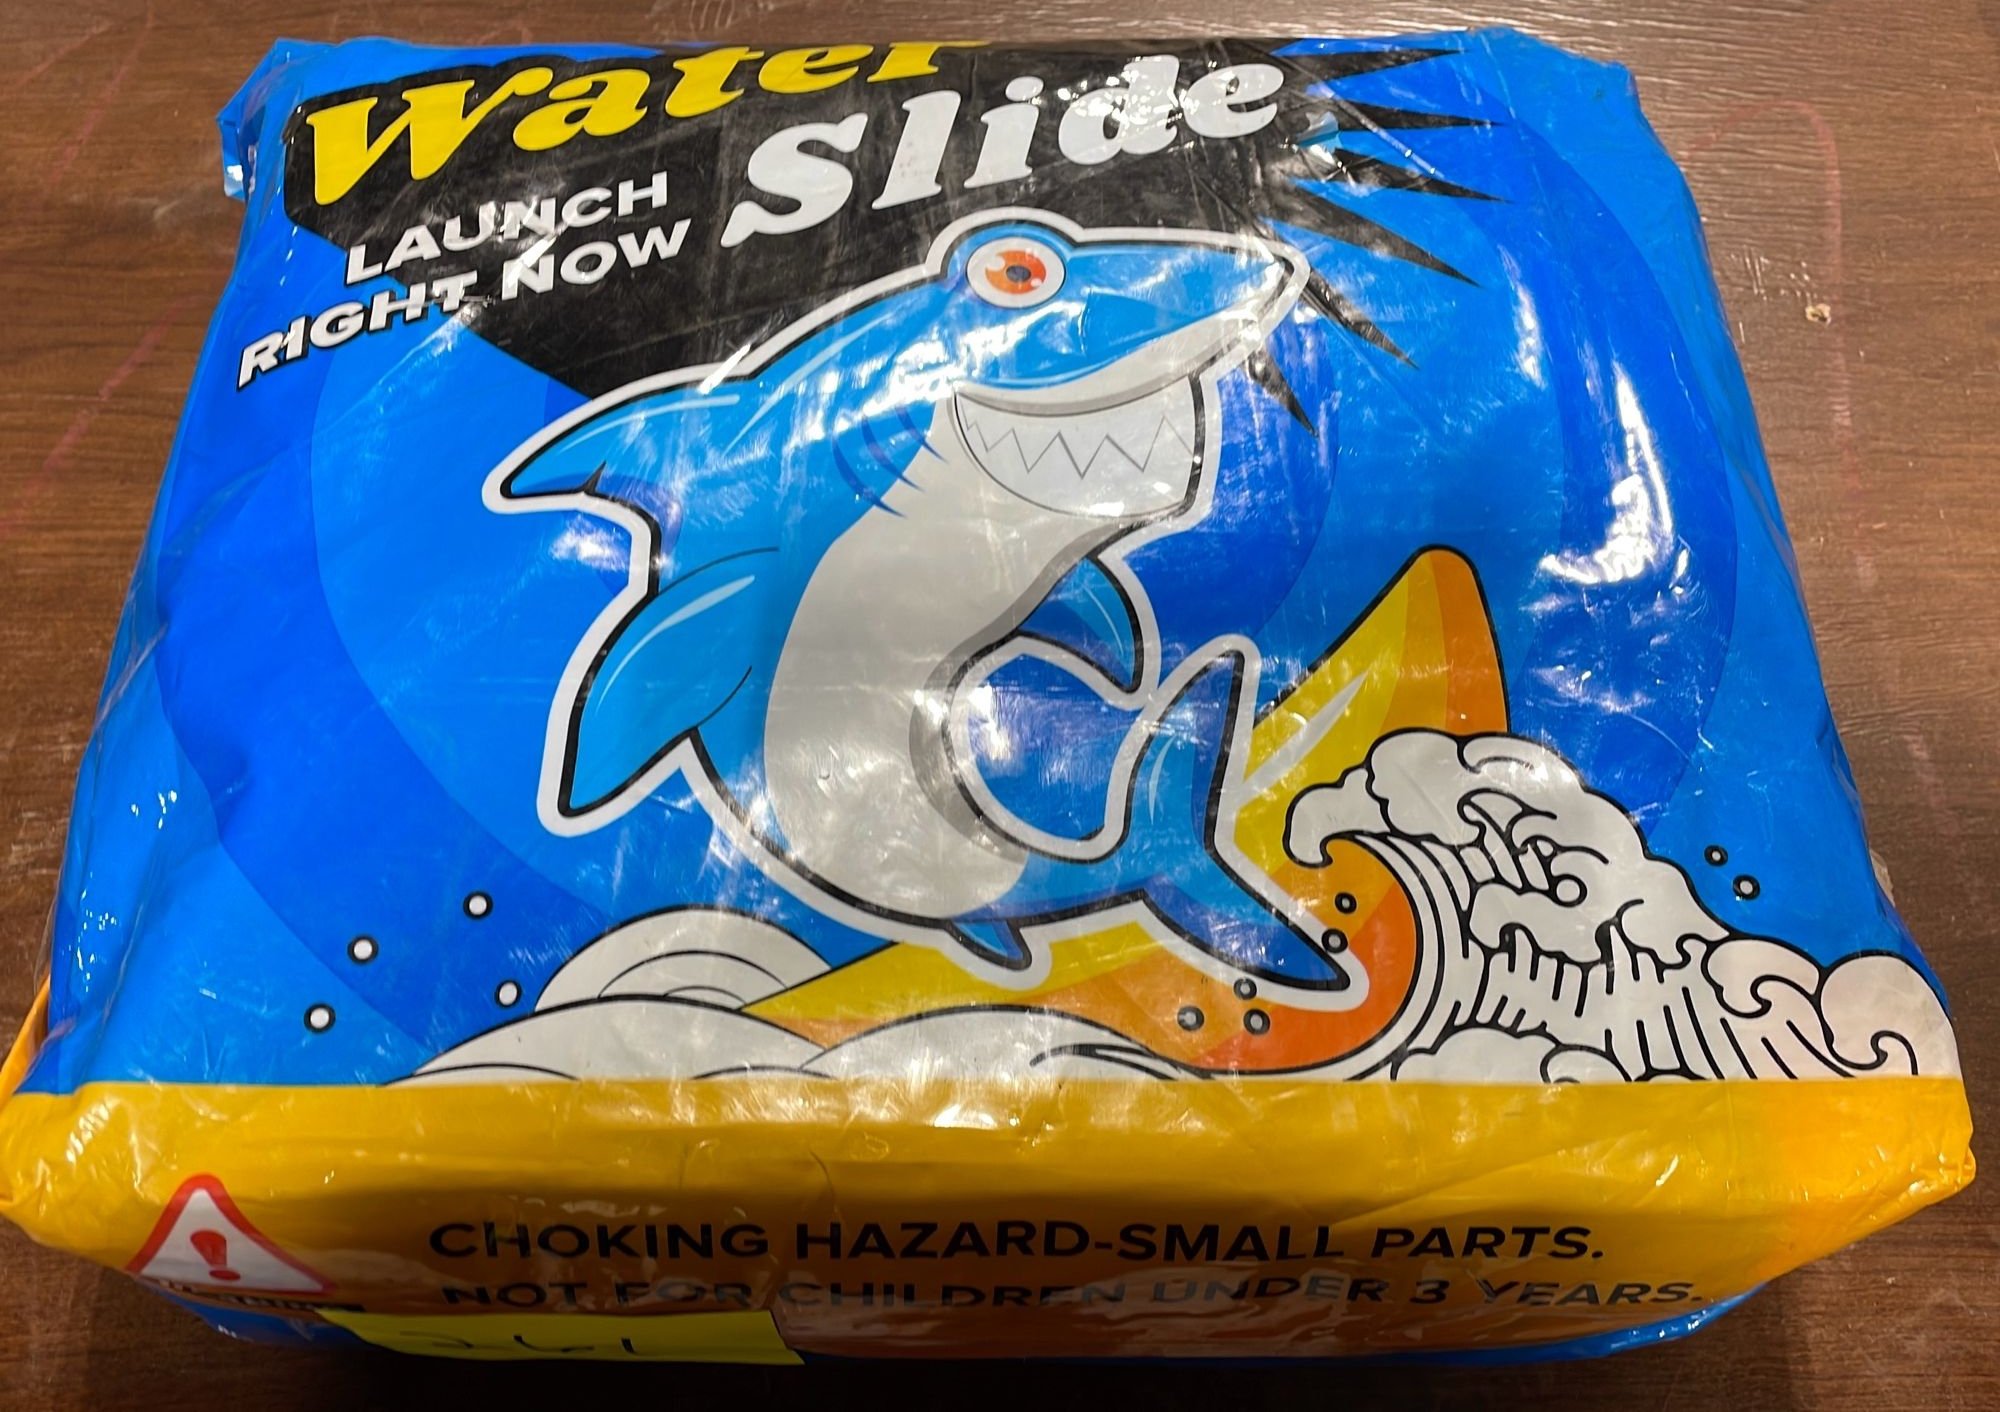 Water
Slide
LAUNCH
RIGHT NOW
CHOKING HAZARD-SMALL PARTS.
NOT FOR CHILDREN UNDER 3 YEARS.